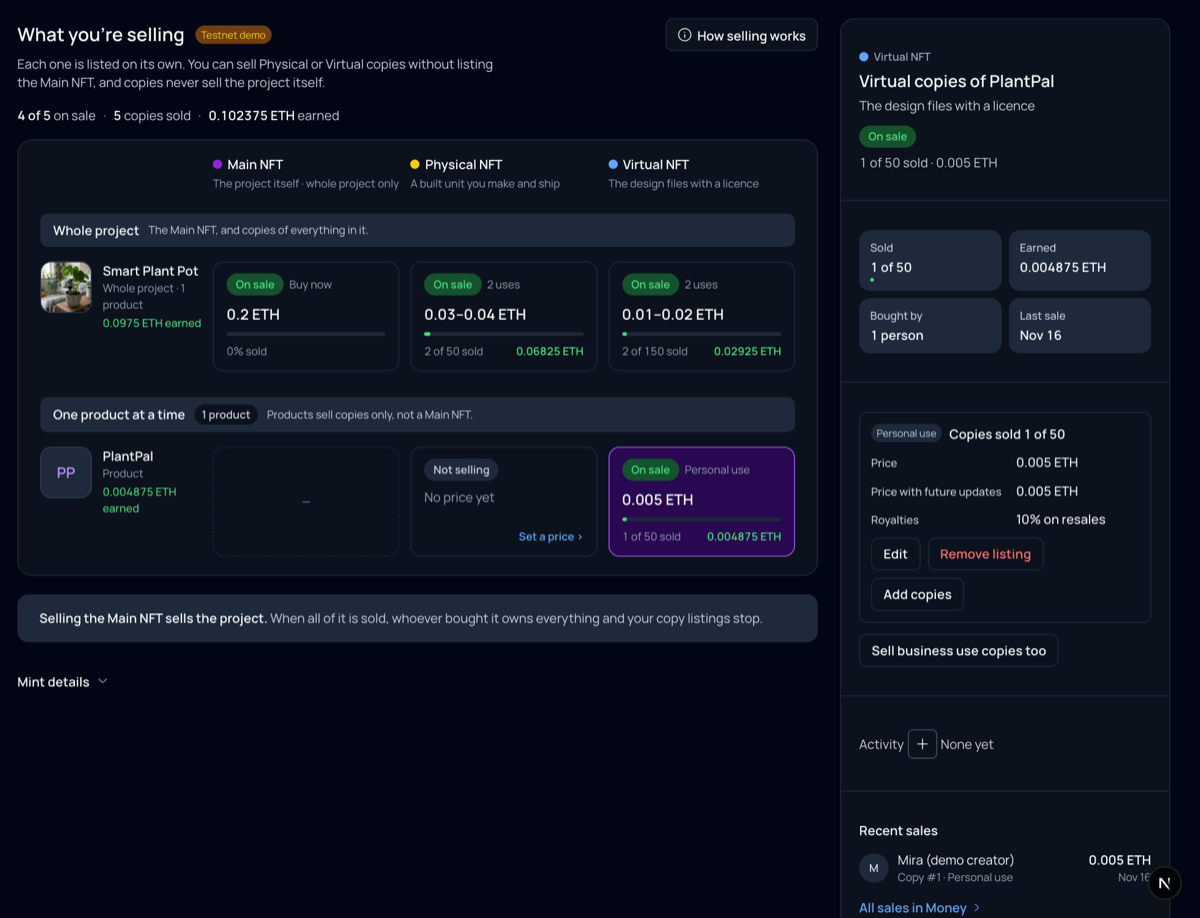 What you're selling
Testnet demo
How selling works
Each one is listed on its own. You can sell Physical or Virtual copies without listing
the Main NFT, and copies never sell the project itself.
4 of 5 on sale · 5 copies sold · 0.102375 ETH earned
Main NFT
The project itself · whole project only
Physical NFT
A built unit you make and ship
Virtual NFT
The design files with a licence
Whole project
The Main NFT, and copies of everything in it.
Smart Plant Pot
Whole project · 1
product
0.0975 ETH earned
On sale
Buy now
0.2 ETH
0% sold
On sale
2 uses
0.03–0.04 ETH
2 of 50 sold
0.06825 ETH
On sale
2 uses
0.01–0.02 ETH
2 of 150 sold
0.02925 ETH
One product at a time
1 product
Products sell copies only, not a Main NFT.
PP
PlantPal
Product
0.004875 ETH
earned
–
Not selling
No price yet
Set a price ›
On sale
Personal use
0.005 ETH
1 of 50 sold
0.004875 ETH
Selling the Main NFT sells the project. When all of it is sold, whoever bought it owns everything and your copy listings stop.
Mint details
Virtual NFT
Virtual copies of PlantPal
The design files with a licence
On sale
1 of 50 sold · 0.005 ETH
Sold
1 of 50
Earned
0.004875 ETH
Bought by
1 person
Last sale
Nov 16
Personal use
Copies sold 1 of 50
Price
0.005 ETH
Price with future updates
0.005 ETH
Royalties
10% on resales
Edit
Remove listing
Add copies
Sell business use copies too
Activity + None yet
Recent sales
M
Mira (demo creator)
0.005 ETH
Copy #1 · Personal use
Nov 16
N
All sales in Money ›